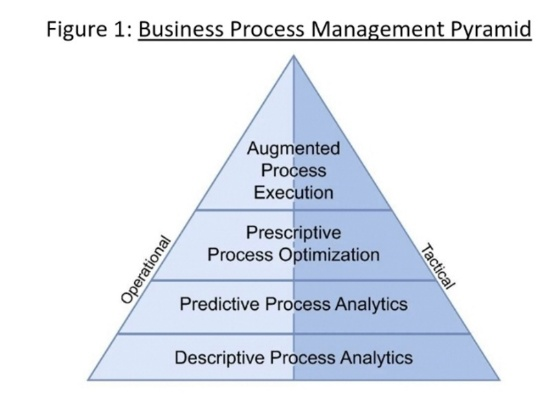 Figure 1: Business Process Management Pyramid
Augmented
Process
Execution
Prescriptive
Process Optimization
Operational
Tactical
Predictive Process Analytics
Descriptive Process Analytics